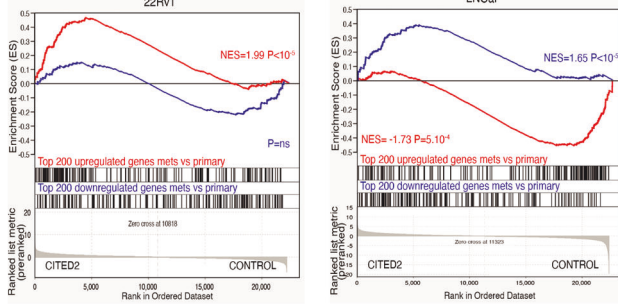 22RV1
Enrichment Score (ES)
0.5
0.4
0.3
0.2
0.1
0.0
-0.1
-0.2
-0.3
-0.4
-0.5
NES=1.99 P<10⁻⁵
P=ns
Top 200 upregulated genes mets vs primary
Top 200 downregulated genes mets vs primary
Ranked list metric
(preranked)
20
10
0
Zero cross at 10818
CITED2 CONTROL
0 5,000 10,000 15,000 20,000
Rank in Ordered Dataset
LNCaP
Enrichment Score (ES)
0.5
0.4
0.3
0.2
0.1
0.0
-0.1
-0.2
-0.3
-0.4
-0.5
NES=1.65 P<10⁻⁵
NES= -1.73 P=5.10⁻⁴
Top 200 upregulated genes mets vs primary
Top 200 downregulated genes mets vs primary
Ranked list metric
(preranked)
15
10
5
0
-5
-10
-15
-20
Zero cross at 11323
CITED2 CONTROL
0 5,000 10,000 15,000 20,000
Rank in Ordered Dataset